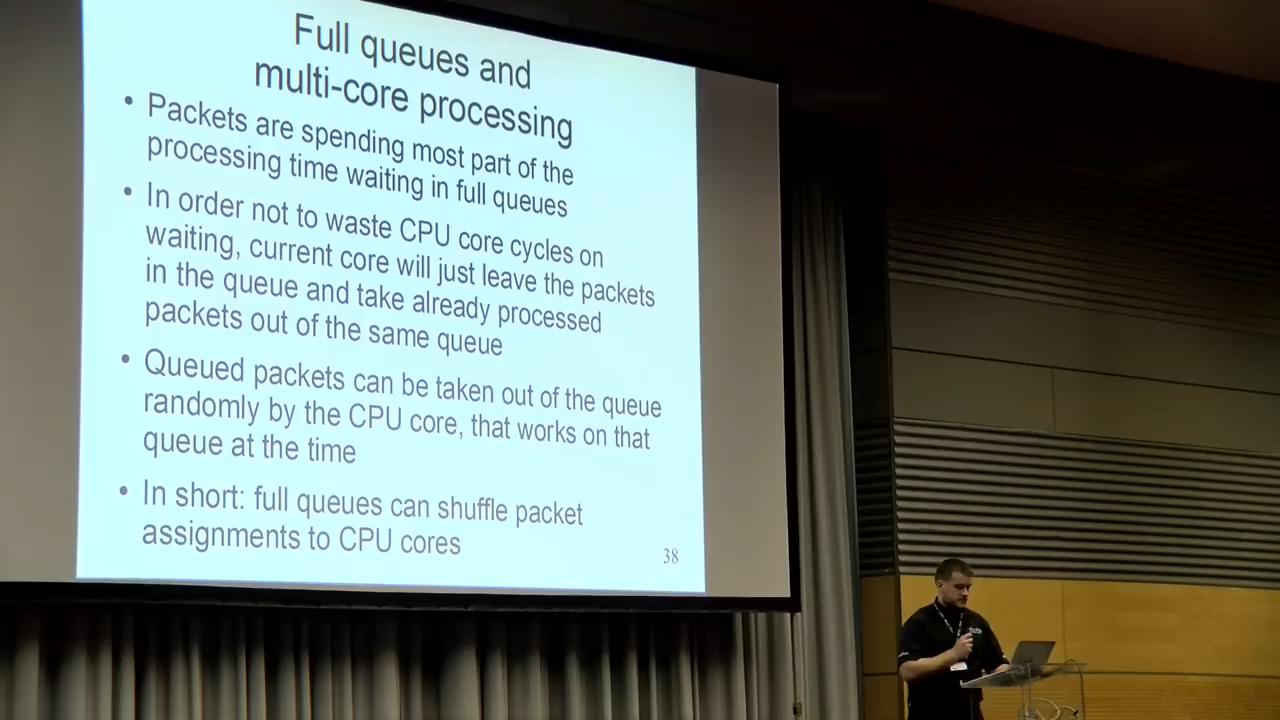 Full queues and
multi-core processing
• Packets are spending most part of the
processing time waiting in full queues
• In order not to waste CPU core cycles on
waiting, current core will just leave the packets
in the queue and take already processed
packets out of the same queue
• Queued packets can be taken out of the queue
randomly by the CPU core, that works on that
queue at the time
• In short: full queues can shuffle packet
assignments to CPU cores
38